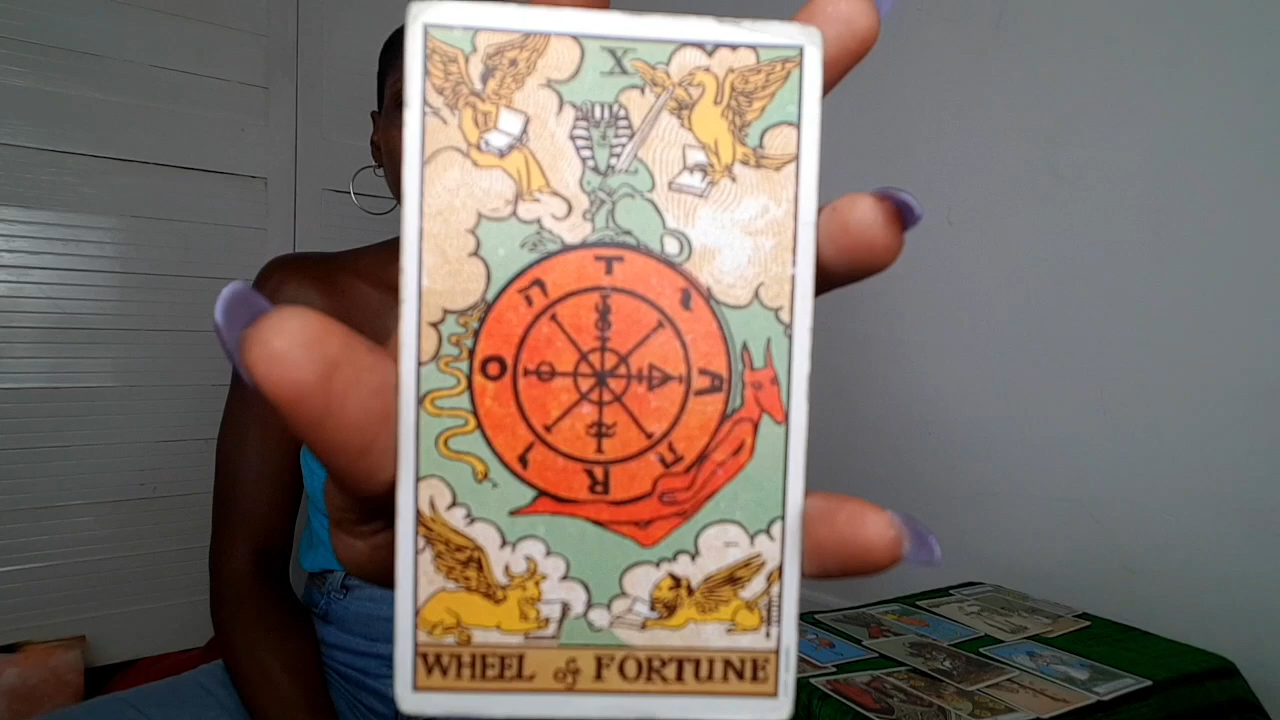 X
T
ה י
O A
ו ה
R
WHEEL of FORTUNE